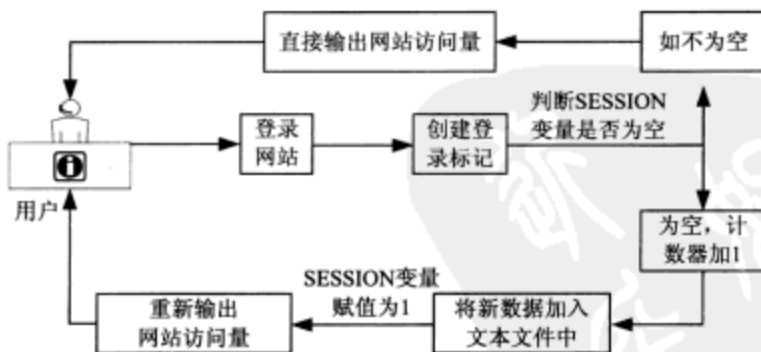 直接输出网站访问量
如不为空
登录
网站
创建登
录标记
判断SESSION
变量是否为空
用户
为空，计
数器加1
SESSION变量
赋值为1
将新数据加入
文本文件中
重新输出
网站访问量